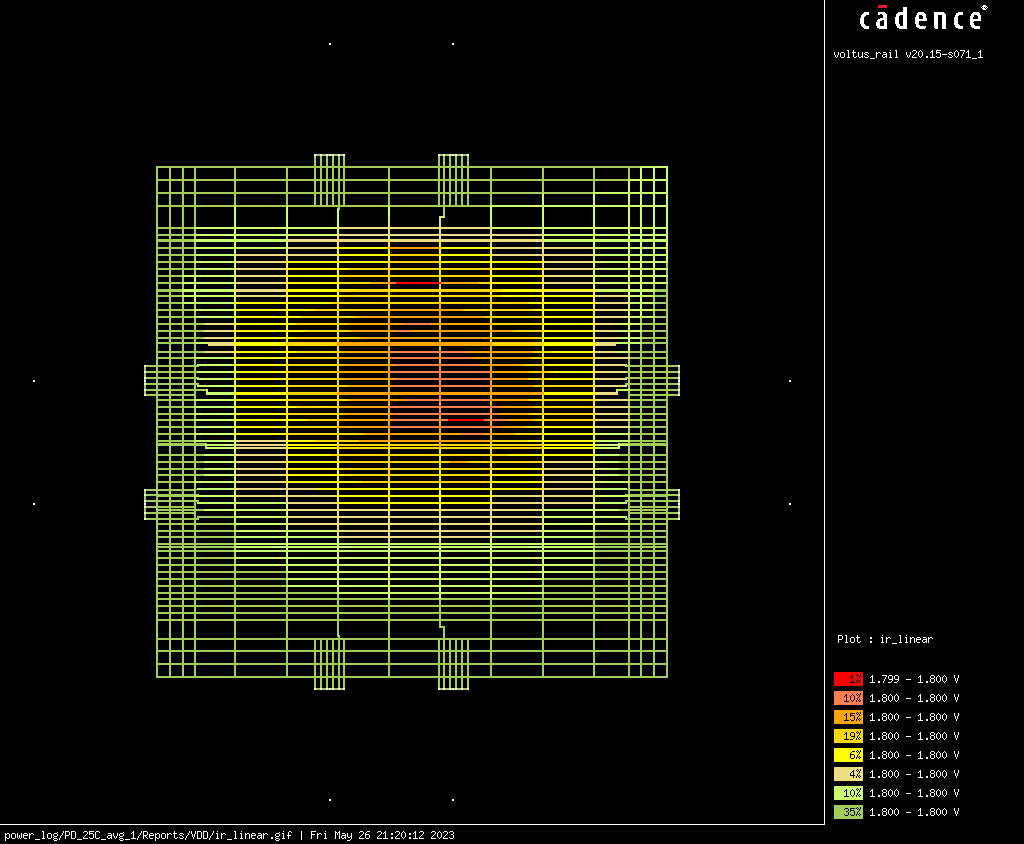 cādence®
voltus_rail v20.15-s071_1
Plot : ir_linear
1% 1.799 - 1.800 V
10% 1.800 - 1.800 V
15% 1.800 - 1.800 V
19% 1.800 - 1.800 V
6% 1.800 - 1.800 V
4% 1.800 - 1.800 V
10% 1.800 - 1.800 V
35% 1.800 - 1.800 V
power_log/PD_25C_avg_1/Reports/VDD/ir_linear.gif | Fri May 26 21:20:12 2023